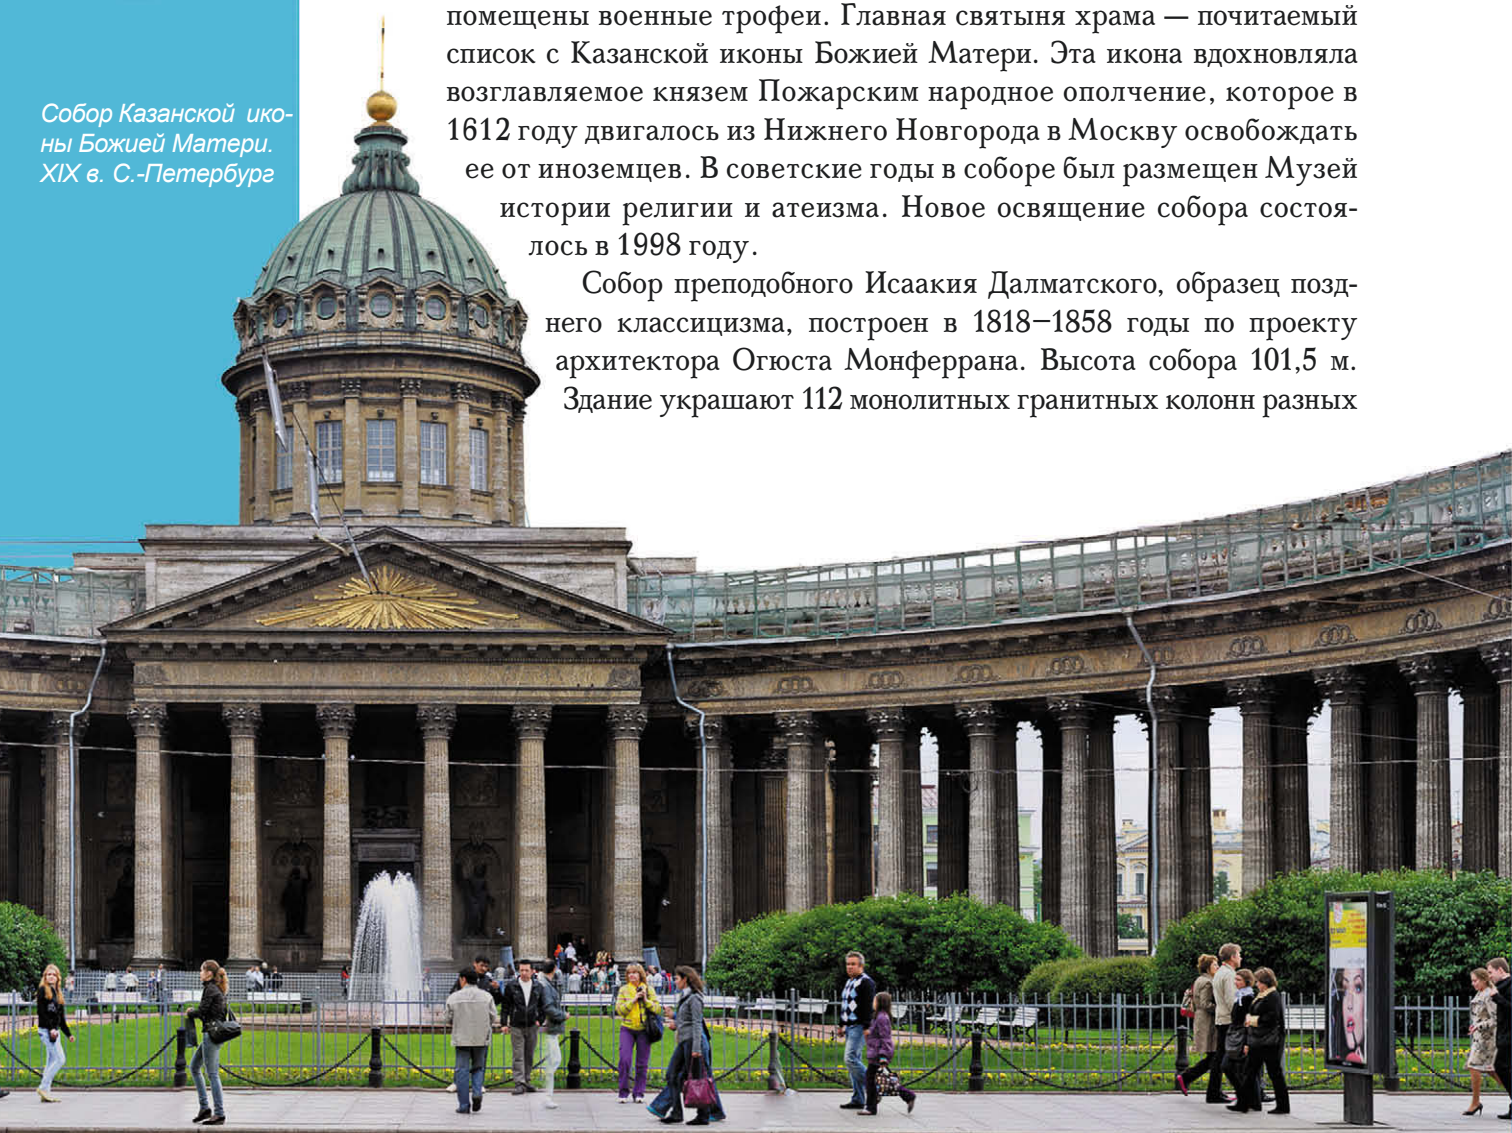 помещены военные трофеи. Главная святыня храма — почитаемый
список с Казанской иконы Божией Матери. Эта икона вдохновляла
возглавляемое князем Пожарским народное ополчение, которое в
1612 году двигалось из Нижнего Новгорода в Москву освобождать
ее от иноземцев. В советские годы в соборе был размещен Музей
истории религии и атеизма. Новое освящение собора состоя-
лось в 1998 году.
Собор преподобного Исаакия Далматского, образец позд-
него классицизма, построен в 1818–1858 годы по проекту
архитектора Огюста Монферрана. Высота собора 101,5 м.
Здание украшают 112 монолитных гранитных колонн разных
Собор Казанской ико-
ны Божией Матери.
XIX в. С.-Петербург